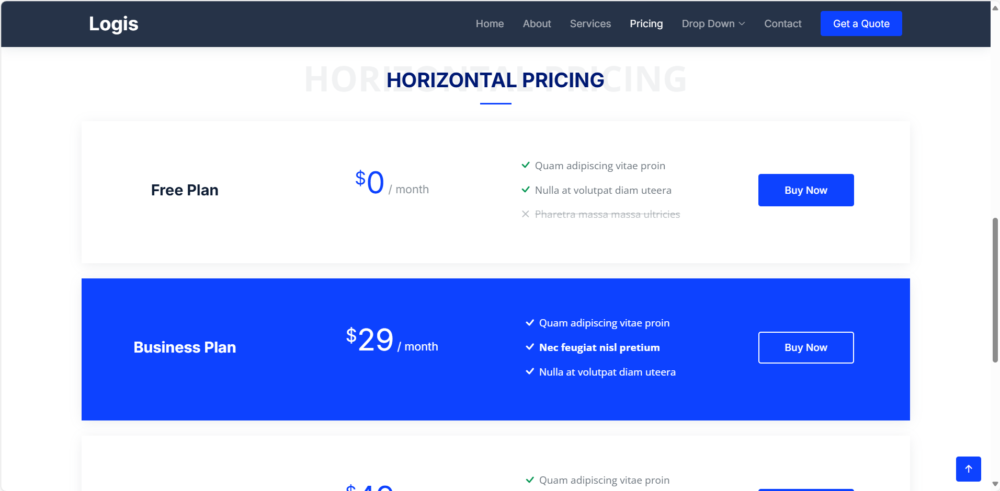 Logis
Home About Services Pricing Drop Down Contact Get a Quote
HORIZONTAL PRICING
HORIZONTAL PRICING
Free Plan
$0 / month
Quam adipiscing vitae proin
Nulla at volutpat diam uteera
Pharetra massa massa ultricies
Buy Now
Business Plan
$29 / month
Quam adipiscing vitae proin
Nec feugiat nisl pretium
Nulla at volutpat diam uteera
Buy Now
Quam adipiscing vitae proin